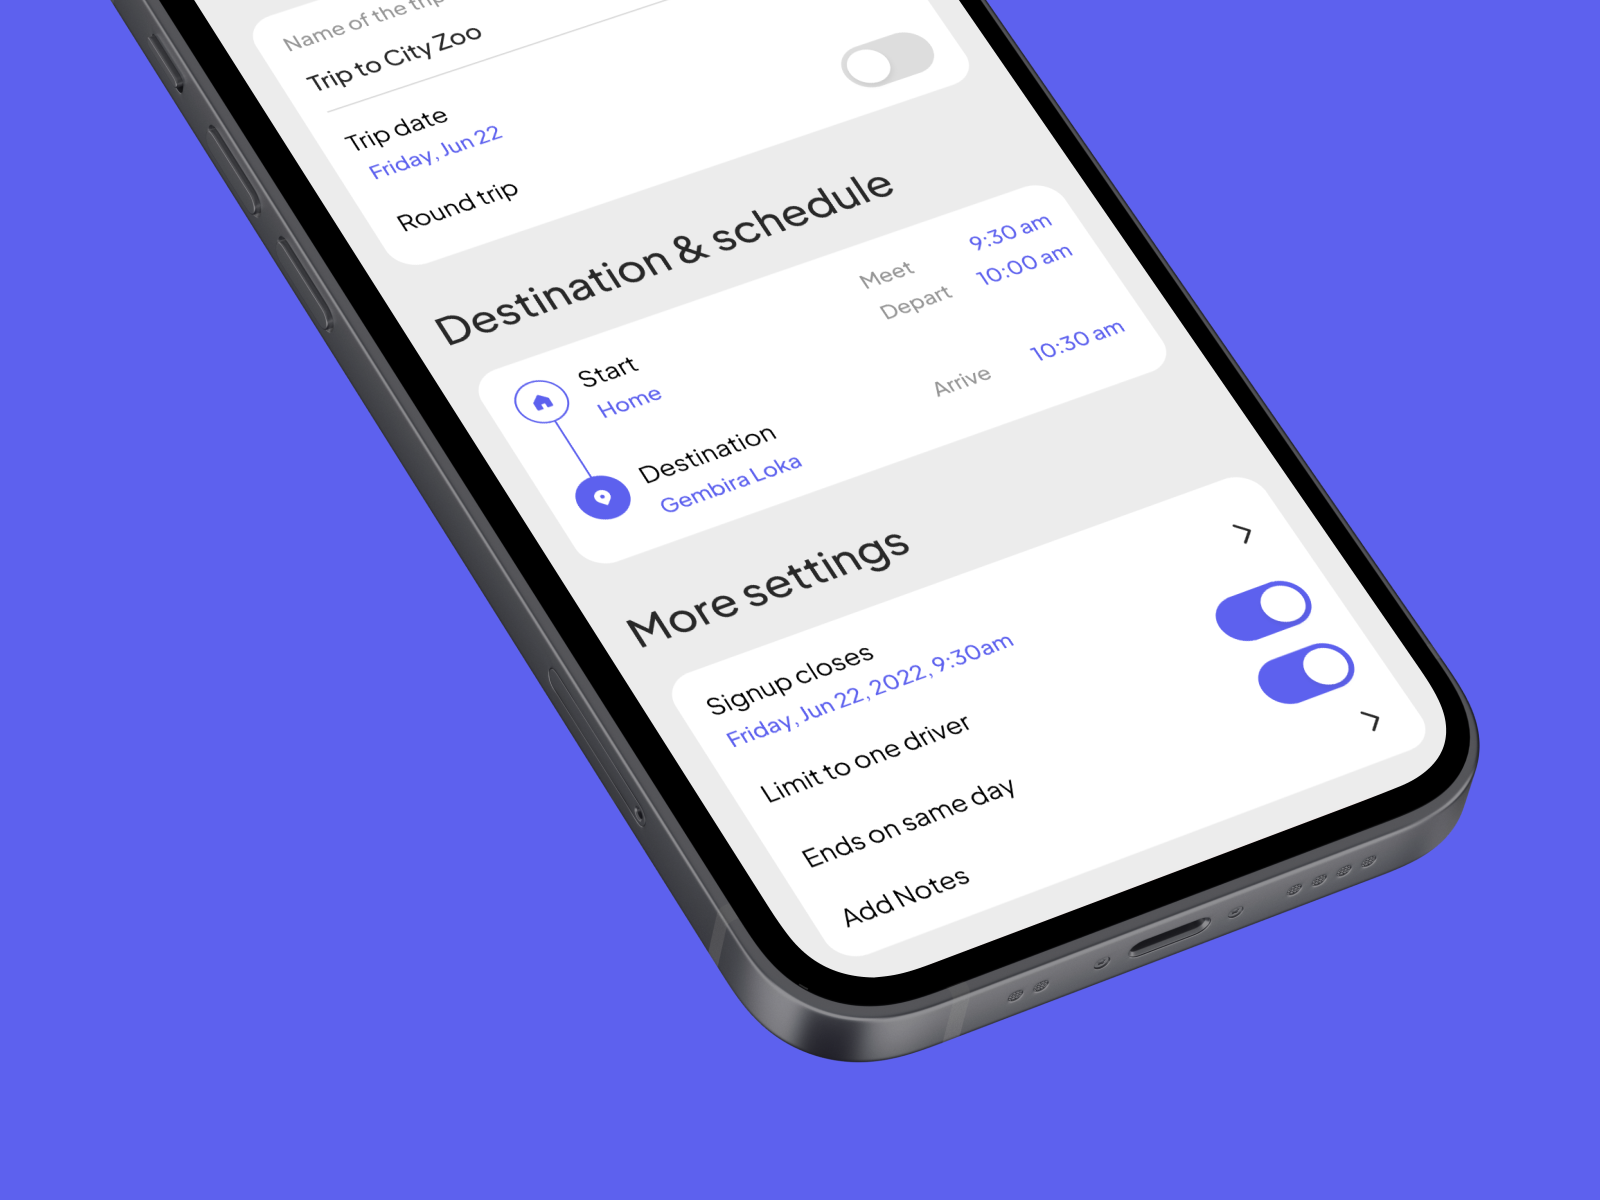 Name of the trip
Trip to City Zoo
Trip date
Friday, Jun 22
Round trip
Destination & schedule
Start
Home
Meet 9:30 am
Depart 10:00 am
Destination
Gembira Loka
Arrive 10:30 am
More settings
Signup closes
Friday, Jun 22, 2022, 9:30am
Limit to one driver
Ends on same day
Add Notes